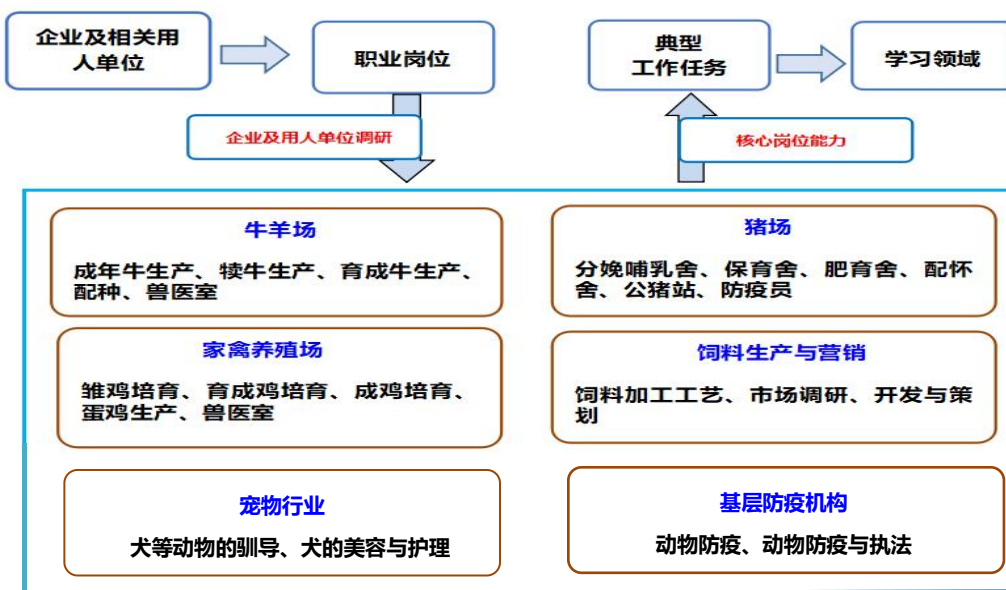 企业及相关用
人单位
职业岗位
典型
工作任务
学习领域
企业及用人单位调研
核心岗位能力
牛羊场
成年牛生产、犊牛生产、育成牛生产、
配种、兽医室
猪场
分娩哺乳舍、保育舍、肥育舍、配怀
舍、公猪站、防疫员
家禽养殖场
雏鸡培育、育成鸡培育、成鸡培育、
蛋鸡生产、兽医室
饲料生产与营销
饲料加工工艺、市场调研、开发与策
划
宠物行业
犬等动物的驯导、犬的美容与护理
基层防疫机构
动物防疫、动物防疫与执法